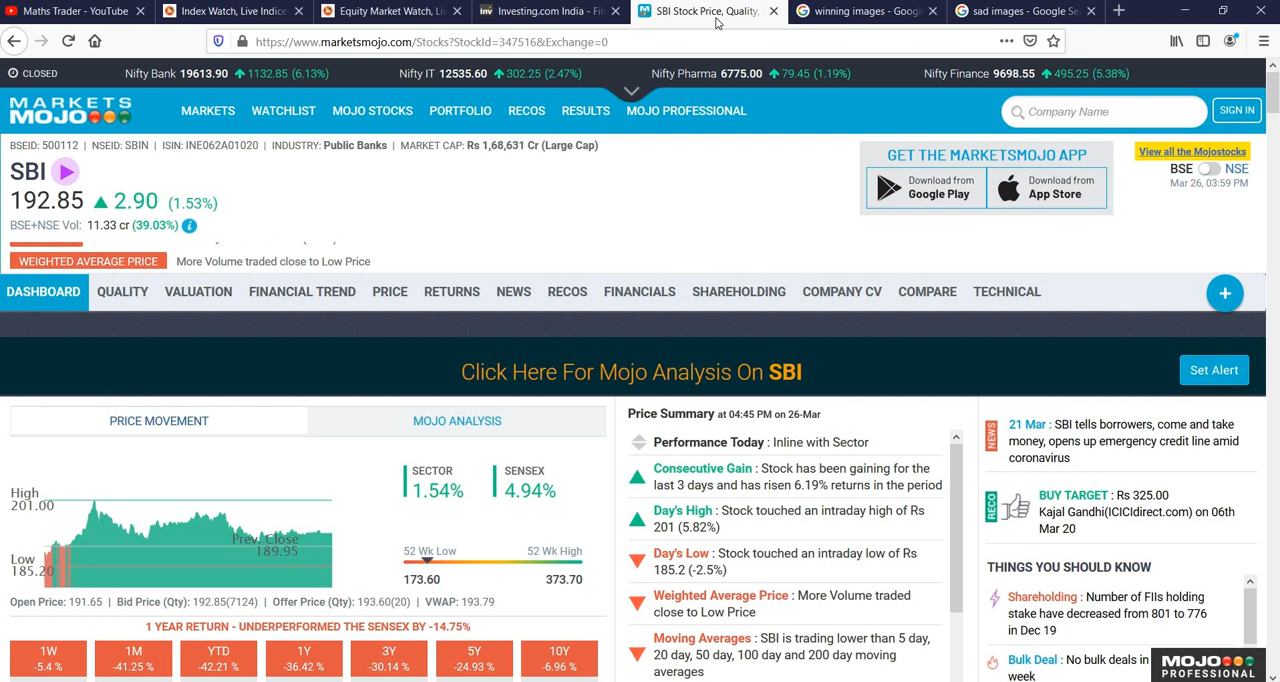 Maths Trader - YouTube
Index Watch, Live Indices
Equity Market Watch, Li
Investing.com India - Fin
SBI Stock Price, Quality,
winning images - Googl
sad images - Google Se
https://www.marketsmojo.com/Stocks?StockId=347516&Exchange=0
CLOSED
Nifty Bank 19613.90 1132.85 (6.13%)
Nifty IT 12535.60 302.25 (2.47%)
Nifty Pharma 6775.00 79.45 (1.19%)
Nifty Finance 9698.55 495.25 (5.38%)
MARKETS
MOJO
MARKETS WATCHLIST MOJO STOCKS PORTFOLIO RECOS RESULTS MOJO PROFESSIONAL
Company Name
SIGN IN
BSEID: 500112 | NSEID: SBIN | ISIN: INE062A01020 | INDUSTRY: Public Banks | MARKET CAP: Rs 1,68,631 Cr (Large Cap)
SBI
192.85 2.90 (1.53%)
BSE+NSE Vol: 11.33 cr (39.03%) i
WEIGHTED AVERAGE PRICE More Volume traded close to Low Price
GET THE MARKETSMOJO APP
Download from
Google Play
Download from
App Store
View all the Mojostocks
BSE NSE
Mar 26, 03:59 PM
DASHBOARD QUALITY VALUATION FINANCIAL TREND PRICE RETURNS NEWS RECOS FINANCIALS SHAREHOLDING COMPANY CV COMPARE TECHNICAL
Click Here For Mojo Analysis On SBI
Set Alert
PRICE MOVEMENT MOJO ANALYSIS
High
201.00
Prev. Close
189.95
Low
185.20
SECTOR
1.54%
SENSEX
4.94%
52 Wk Low 52 Wk High
173.60 373.70
Open Price: 191.65 | Bid Price (Qty): 192.85(7124) | Offer Price (Qty): 193.60(20) | VWAP: 193.79
1 YEAR RETURN - UNDERPERFORMED THE SENSEX BY -14.75%
1W 1M YTD 1Y 3Y 5Y 10Y
-5.4 % -41.25 % -42.21 % -36.42 % -30.14 % -24.93 % -6.96 %
Price Summary at 04:45 PM on 26-Mar
Performance Today : Inline with Sector
Consecutive Gain : Stock has been gaining for the
last 3 days and has risen 6.19% returns in the period
Day's High : Stock touched an intraday high of Rs
201 (5.82%)
Day's Low : Stock touched an intraday low of Rs
185.2 (-2.5%)
Weighted Average Price : More Volume traded
close to Low Price
Moving Averages : SBI is trading lower than 5 day,
20 day, 50 day, 100 day and 200 day moving
averages
NEWS
21 Mar : SBI tells borrowers, come and take
money, opens up emergency credit line amid
coronavirus
RECO
BUY TARGET : Rs 325.00
Kajal Gandhi(ICICIdirect.com) on 06th
Mar 20
THINGS YOU SHOULD KNOW
Shareholding : Number of FIIs holding
stake have decreased from 801 to 776
in Dec 19
Bulk Deal : No bulk deals in
week
MOJO
PROFESSIONAL